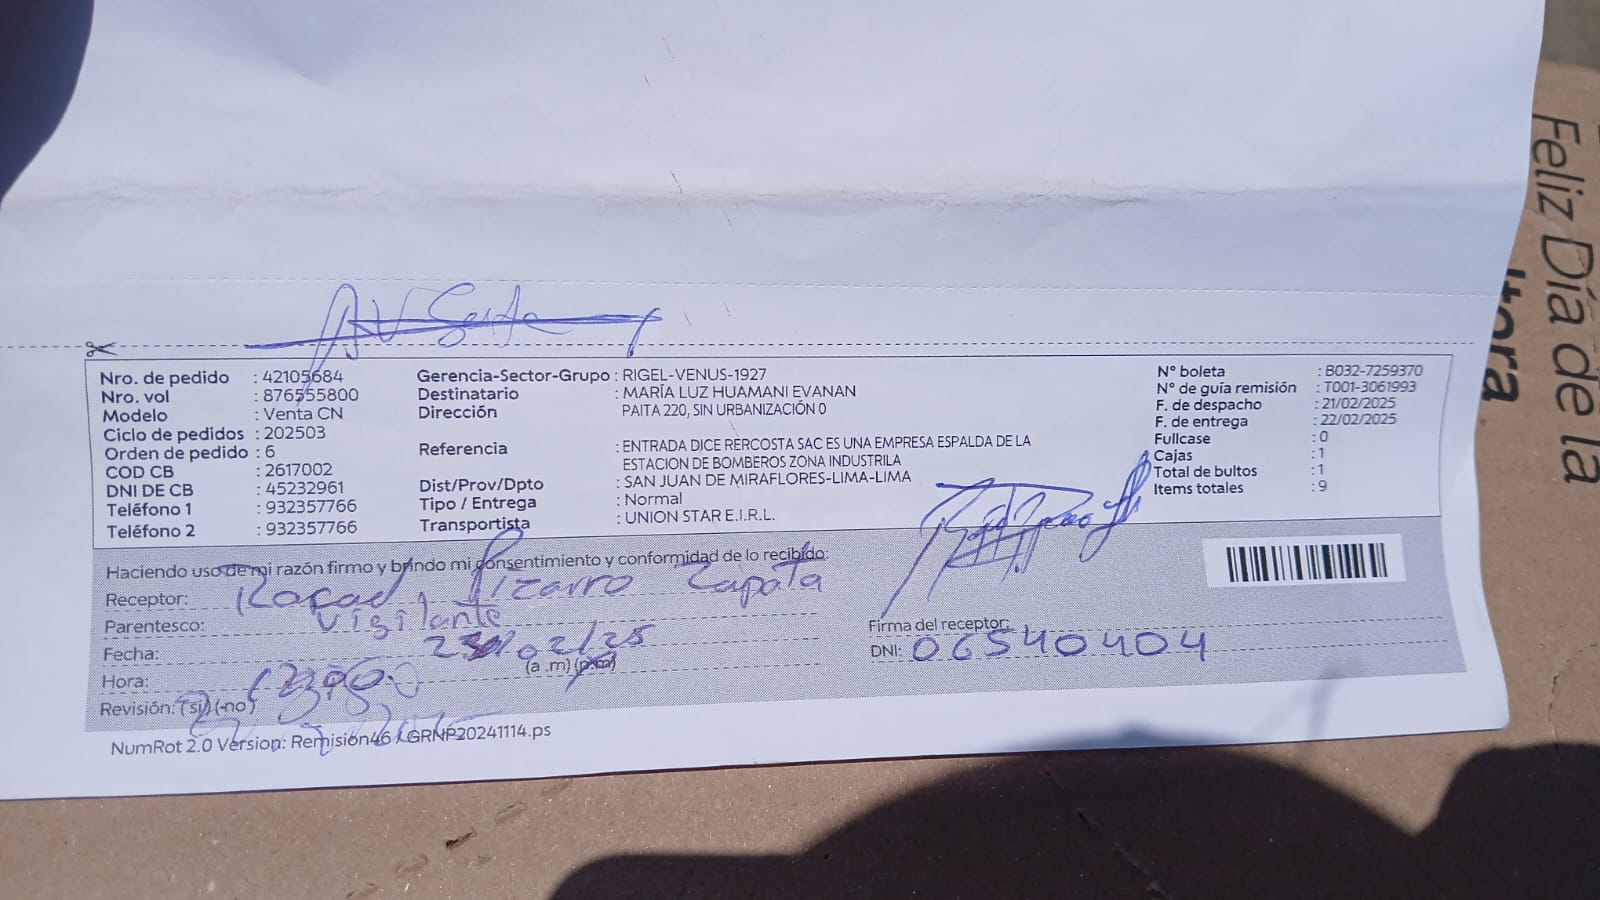 Nro. de pedido : 42105684
Nro. vol : 876555800
Modelo : Venta CN
Ciclo de pedidos : 202503
Orden de pedido : 6
COD CB : 2617002
DNI DE CB : 45232961
Teléfono 1 : 932357766
Teléfono 2 : 932357766
Gerencia-Sector-Grupo : RIGEL-VENUS-1927
Destinatario : MARÍA LUZ HUAMANI EVANAN
Dirección PAITA 220, SIN URBANIZACIÓN 0
Referencia : ENTRADA DICE RERCOSTA SAC ES UNA EMPRESA ESPALDA DE LA
ESTACION DE BOMBEROS ZONA INDUSTRILA
Dist/Prov/Dpto : SAN JUAN DE MIRAFLORES-LIMA-LIMA
Tipo / Entrega : Normal
Transportista : UNION STAR E.I.R.L.
N° boleta : B032-7259370
N° de guía remisión : T001-3061993
F. de despacho : 21/02/2025
F. de entrega : 22/02/2025
Fullcase : 0
Cajas : 1
Total de bultos : 1
Items totales : 9
Haciendo uso de mi razón firmo y brindo mi consentimiento y conformidad de lo recibido:
Receptor: Pizarro Zapata
Parentesco: Vigilante
Fecha: /02/25
Hora: (a .m) (p.m)
Revisión: (si) (-no)
Firma del receptor:
DNI: 06540404
NumRot 2.0 Version: Remision46 GRNP20241114.ps
Feliz Día de la